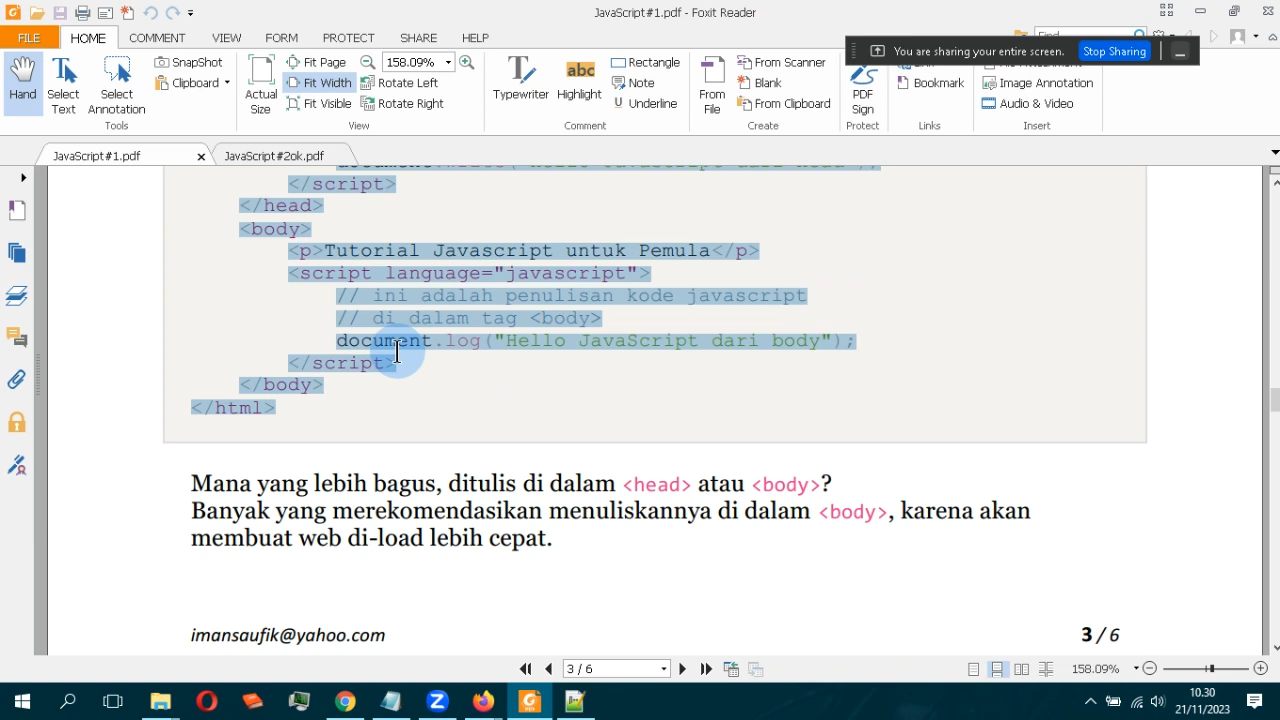 JavaScript#1.pdf - Foxit Reader
FILE HOME COMMENT VIEW FORM PROTECT SHARE HELP
Find
You are sharing your entire screen. Stop Sharing
Hand
Select Text
Select Annotation
SnapShot
Clipboard
Tools
Actual Size
Fit Page
Fit Width
Fit Visible
158.09%
Rotate Left
Rotate Right
View
Typewriter
Highlight
Rectangle
Note
Underline
Comment
From File
From Scanner
Blank
From Clipboard
Create
PDF Sign
Protect
Bookmark
Links
Image Annotation
Audio & Video
Insert
JavaScript#1.pdf
JavaScript#2ok.pdf
</script>
</head>
<body>
<p>Tutorial Javascript untuk Pemula</p>
<script language="javascript">
// ini adalah penulisan kode javascript
// di dalam tag <body>
document.log("Hello JavaScript dari body");
</script>
</body>
</html>
Mana yang lebih bagus, ditulis di dalam <head> atau <body>?
Banyak yang merekomendasikan menuliskannya di dalam <body>, karena akan
membuat web di-load lebih cepat.
imansaufik@yahoo.com 3 / 6
3 / 6
158.09%
10.30
21/11/2023